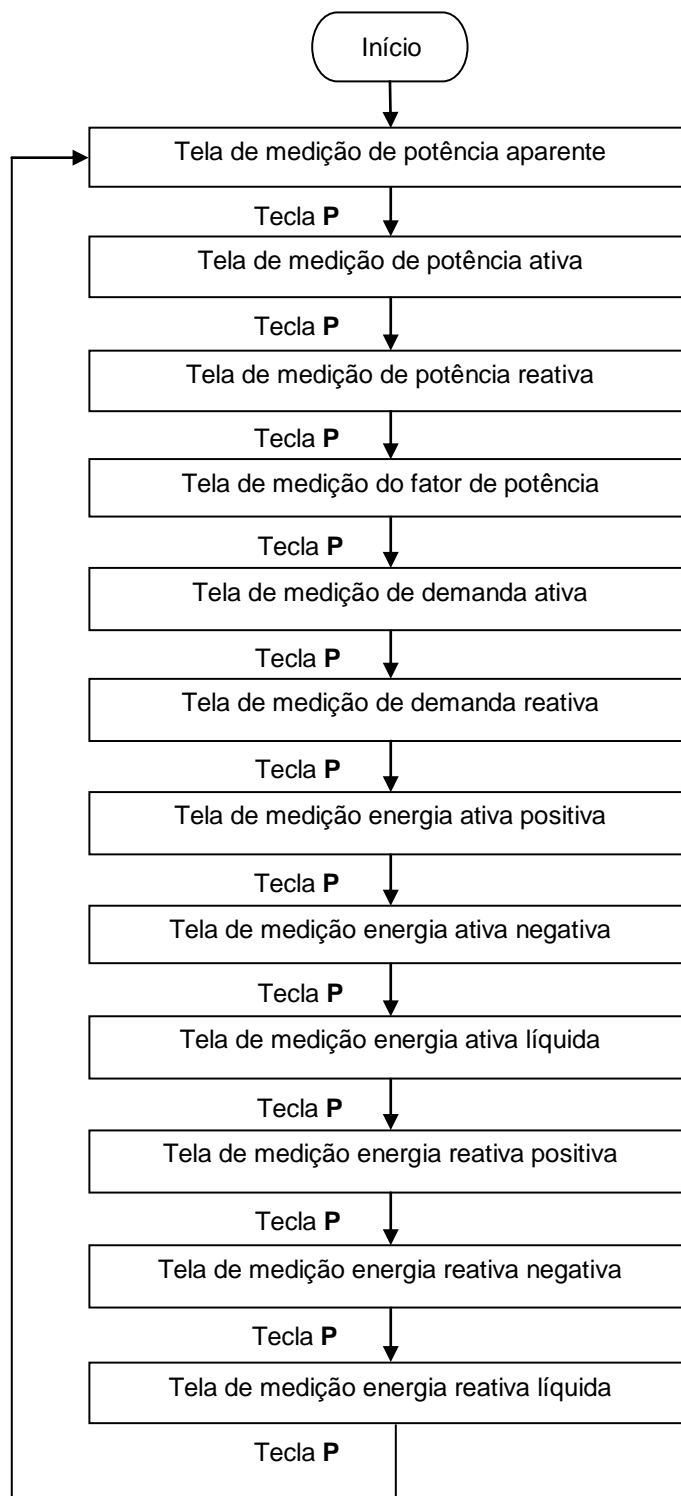 Início
Tela de medição de potência aparente
Tecla P
Tela de medição de potência ativa
Tecla P
Tela de medição de potência reativa
Tecla P
Tela de medição do fator de potência
Tecla P
Tela de medição de demanda ativa
Tecla P
Tela de medição de demanda reativa
Tecla P
Tela de medição energia ativa positiva
Tecla P
Tela de medição energia ativa negativa
Tecla P
Tela de medição energia ativa líquida
Tecla P
Tela de medição energia reativa positiva
Tecla P
Tela de medição energia reativa negativa
Tecla P
Tela de medição energia reativa líquida
Tecla P